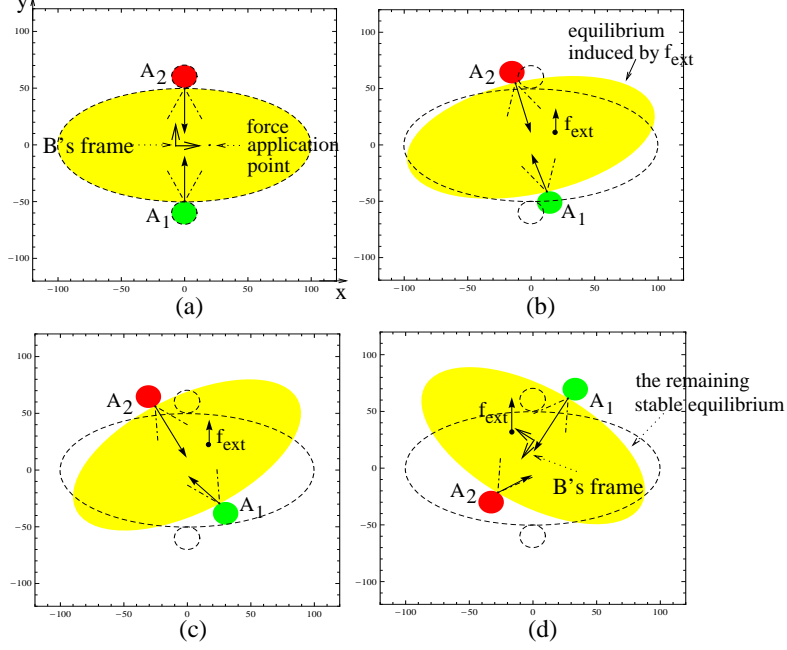 y
100
50
0
−50
−100
−100
−50
0
50
100
x
A2
B's frame
force
application
point
A1
(a)
100
50
0
−50
−100
−100
−50
0
50
100
equilibrium
induced by f_ext
A2
f_ext
A1
(b)
100
50
0
−50
−100
−100
−50
0
50
100
A2
f_ext
A1
(c)
100
50
0
−50
−100
−100
−50
0
50
100
the remaining
stable equilibrium
A1
f_ext
A2
B's frame
(d)